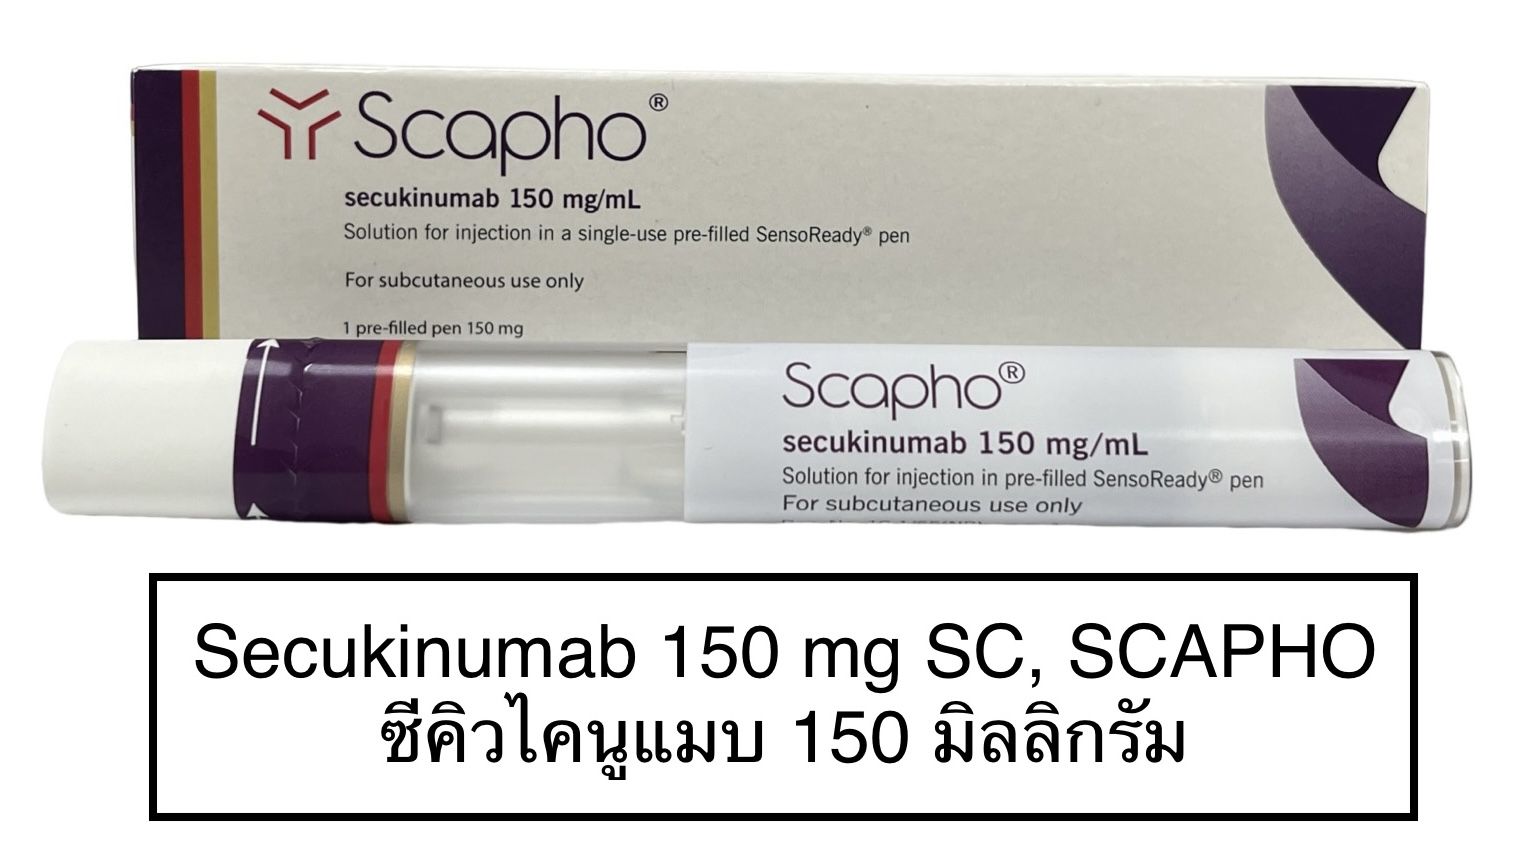 Scapho®
secukinumab 150 mg/mL
Solution for injection in a single-use pre-filled SensoReady® pen
For subcutaneous use only
1 pre-filled pen 150 mg
Scapho®
secukinumab 150 mg/mL
Solution for injection in pre-filled SensoReady® pen
For subcutaneous use only
Secukinumab 150 mg SC, SCAPHO
ซีคิวไคนูแมบ 150 มิลลิกรัม